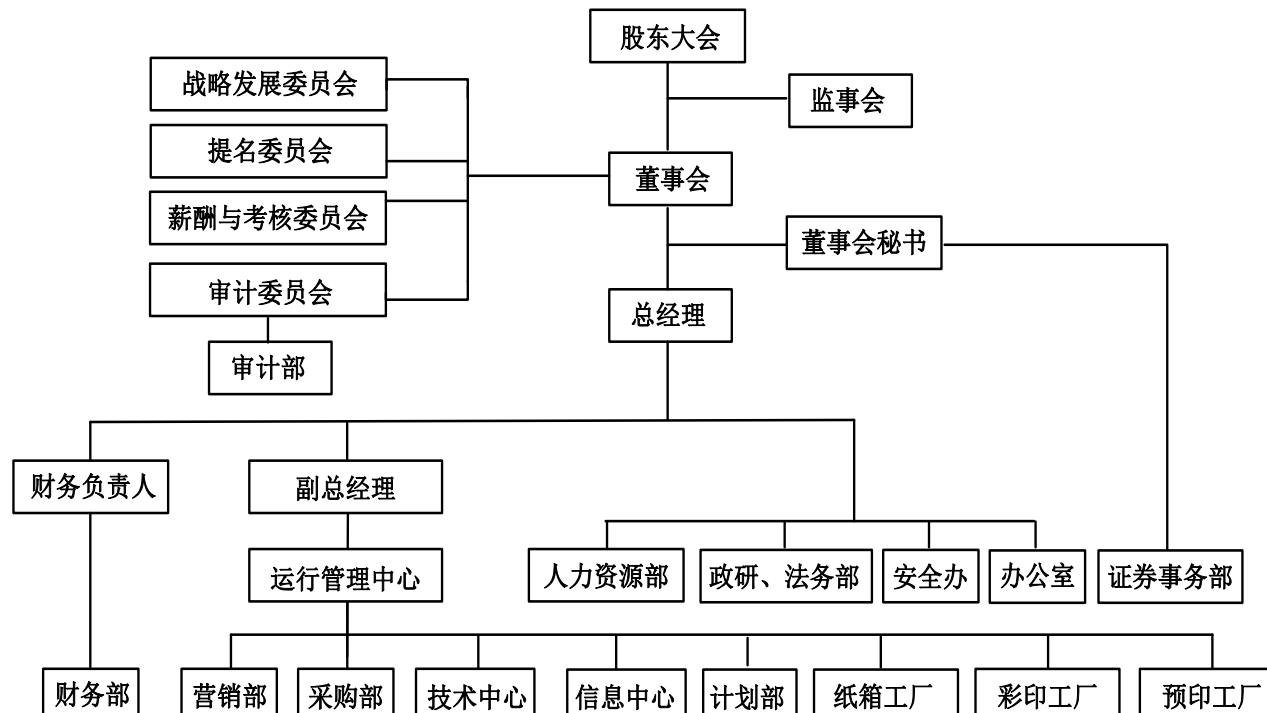 股东大会
战略发展委员会
监事会
提名委员会
董事会
薪酬与考核委员会
董事会秘书
审计委员会
总经理
审计部
财务负责人
副总经理
运行管理中心
人力资源部
政研、法务部
安全办
办公室
证券事务部
财务部
营销部
采购部
技术中心
信息中心
计划部
纸箱工厂
彩印工厂
预印工厂